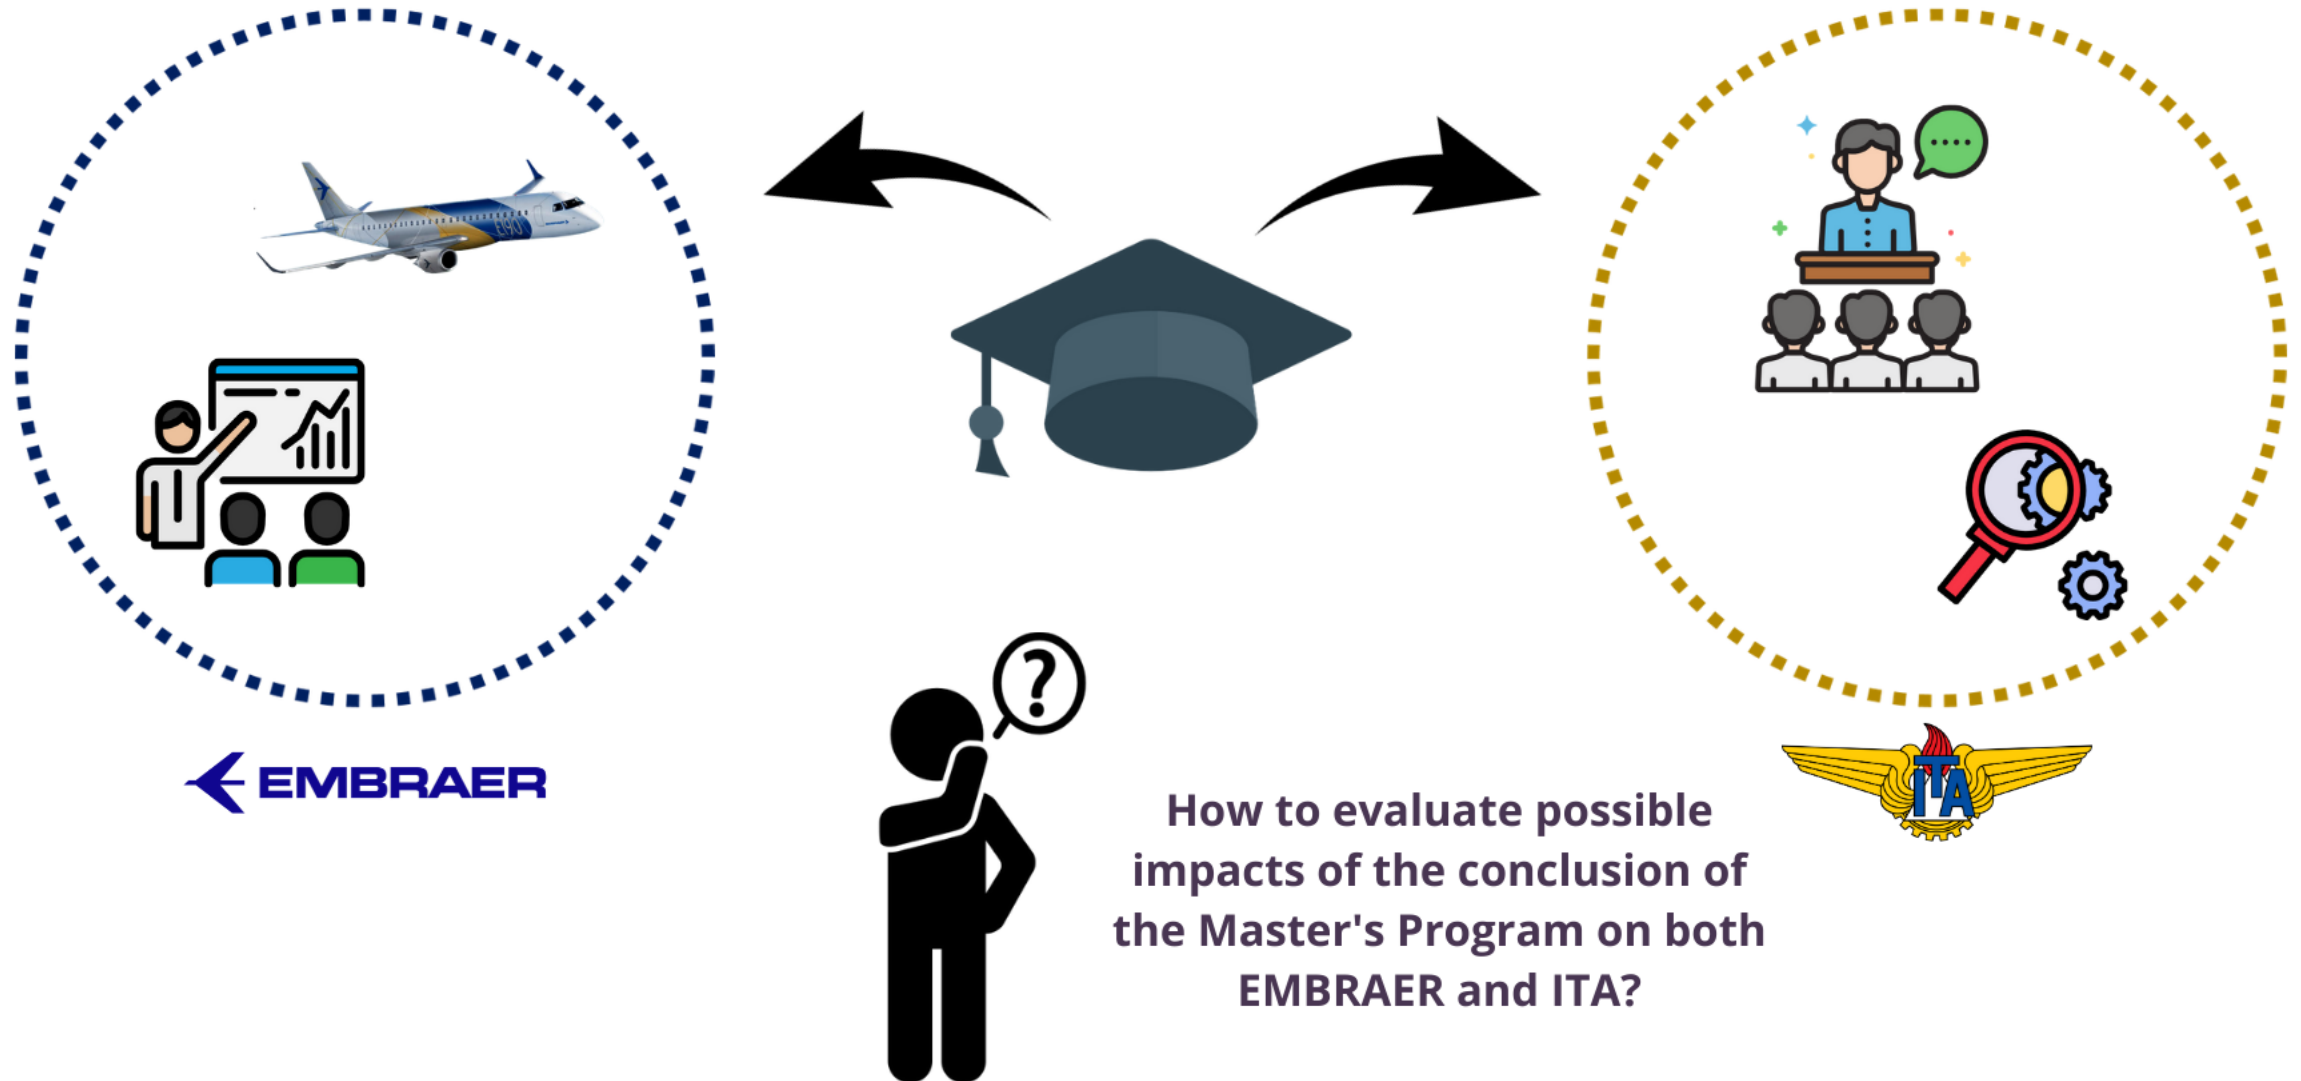 E190
?
EMBRAER
ITA
How to evaluate possible
impacts of the conclusion of
the Master's Program on both
EMBRAER and ITA?